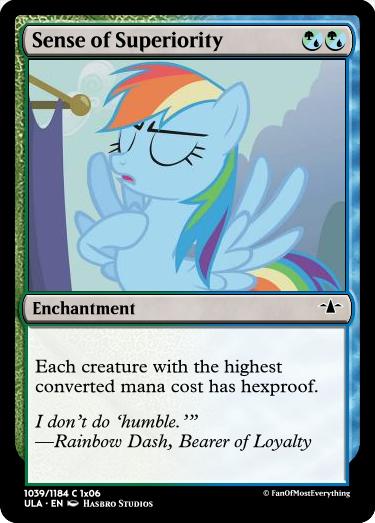 Sense of Superiority
Enchantment
Each creature with the highest
converted mana cost has hexproof.
I don't do ‘humble.’”
—Rainbow Dash, Bearer of Loyalty
1039/1184 C 1x06
ULA • EN Hasbro Studios
© FanOfMostEverything